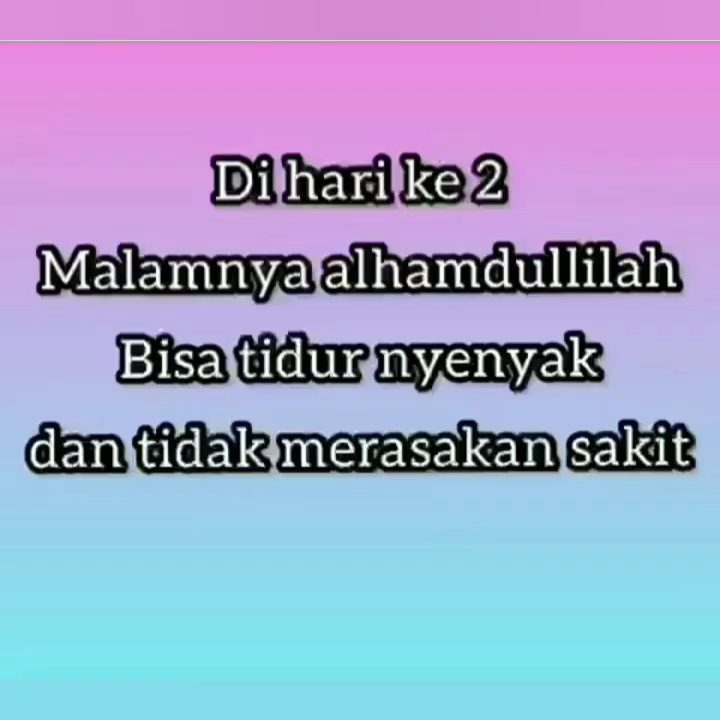 Di hari ke 2
Malamnya alhamdullilah
Bisa tidur nyenyak
dan tidak merasakan sakit